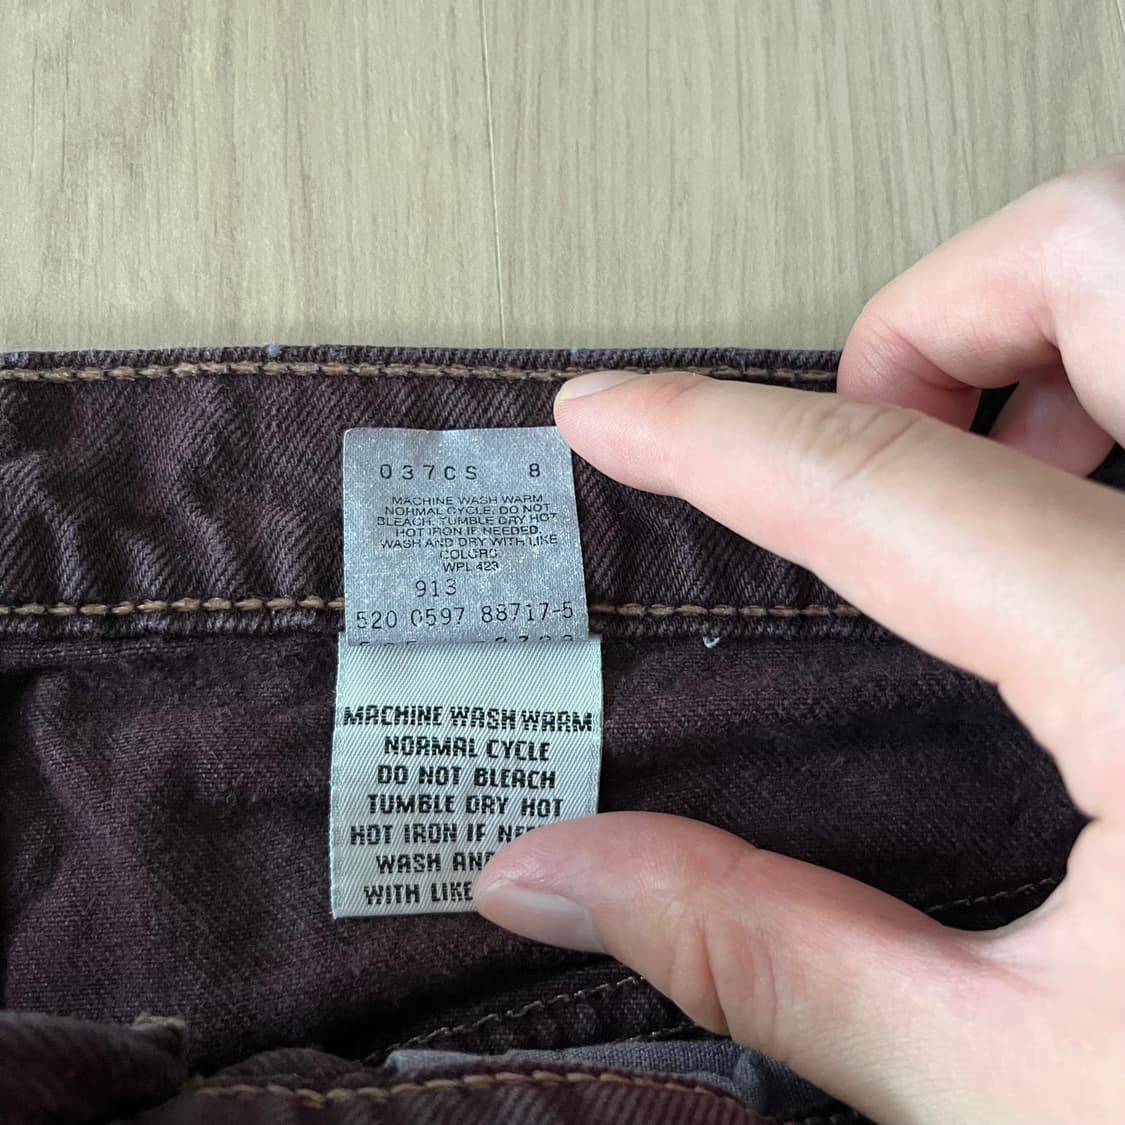 037CS 8
MACHINE WASH WARM
NORMAL CYCLE. DO NOT
BLEACH. TUMBLE DRY HOT
HOT IRON IF NEEDED.
WASH AND DRY WITH LIKE
COLORS
WPL 423
913
520 0597 88717-5
MACHINE WASH WARM
NORMAL CYCLE
DO NOT BLEACH
TUMBLE DRY HOT
HOT IRON IF
WASH AND
WITH LIKE